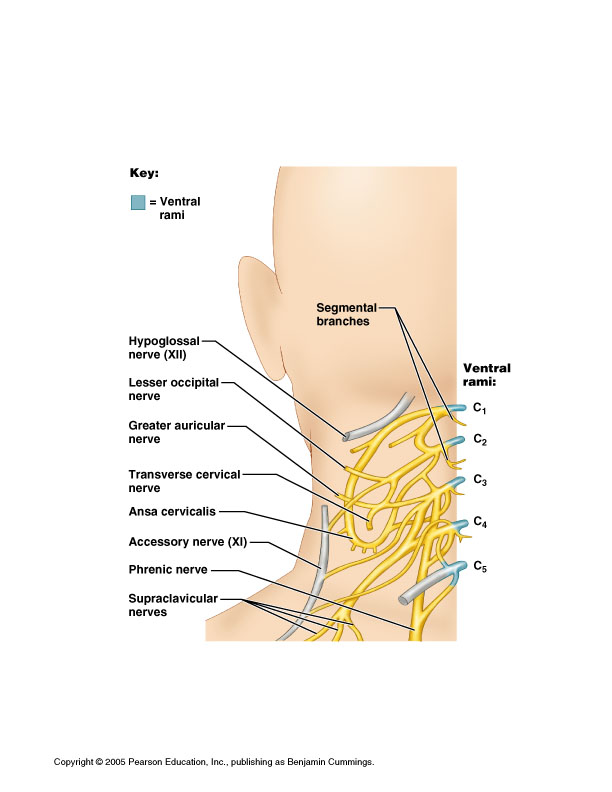 Key:
= Ventral
rami
Segmental
branches
Hypoglossal
nerve (XII)
Ventral
rami:
Lesser occipital
nerve
C1
Greater auricular
nerve
C2
Transverse cervical
nerve
C3
Ansa cervicalis
C4
Accessory nerve (XI)
Phrenic nerve
C5
Supraclavicular
nerves
Copyright © 2005 Pearson Education, Inc., publishing as Benjamin Cummings.